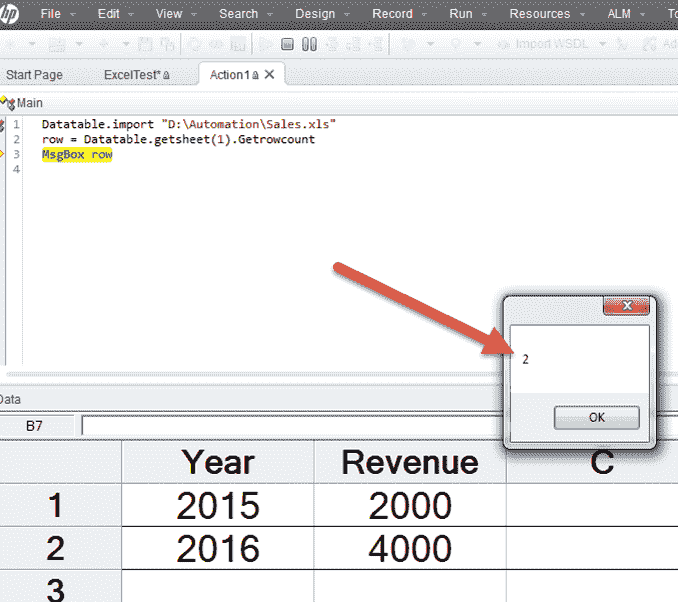 hp File Edit View Search Design Record Run Resources ALM
Import WSDL
Start Page ExcelTest* Action1
Main
1 Datatable.import "D:\Automation\Sales.xls"
2 row = Datatable.getsheet(1).Getrowcount
3 MsgBox row
4
2
OK
Data
B7
Year Revenue C
1 2015 2000
2 2016 4000
3